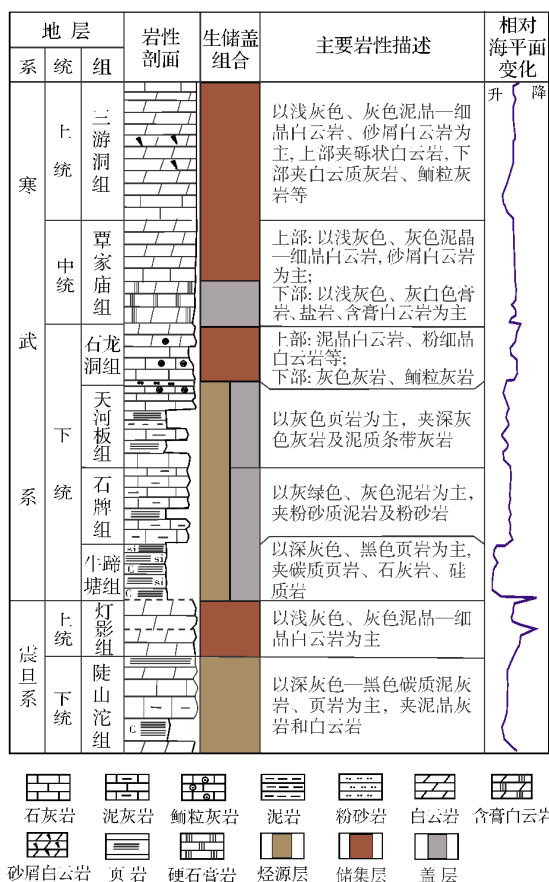 地 层
系 统 组
岩性
剖面
生储盖
组合
主要岩性描述
相对
海平面
变化
升 降
寒武系
上统
三游洞组
以浅灰色、灰色泥晶—细
晶白云岩、砂屑白云岩为
主,上部夹砾状白云岩,下
部夹白云质灰岩、鲕粒灰
岩等
中统
覃家庙组
上部: 以浅灰色、灰色泥晶
—细晶白云岩, 砂屑白云岩
为主;
下部: 以浅灰色、灰白色膏
岩、盐岩、含膏白云岩为主
下统
石龙
洞组
上部: 泥晶白云岩、粉细晶
白云岩等;
下部: 灰色灰岩、鲕粒灰岩
天河板组
以灰色页岩为主，夹深灰
色灰岩及泥质条带灰岩
石牌组
以灰绿色、灰色泥岩为主,
夹粉砂质泥岩及粉砂岩
牛蹄
塘组
si
C
si
C
以深灰色、黑色页岩为主,
夹碳质页岩、石灰岩、硅
质岩
震旦系
上统
灯影组
以浅灰色、灰色泥晶—细
晶白云岩为主
下统
陡山沱组
C
以深灰色—黑色碳质泥灰
岩、页岩为主，夹泥晶灰
岩和白云岩
石灰岩 泥灰岩 鲕粒灰岩 泥岩 粉砂岩 白云岩 含膏白云岩
砂屑白云岩 页岩 硬石膏岩 烃源层 储集层 盖层